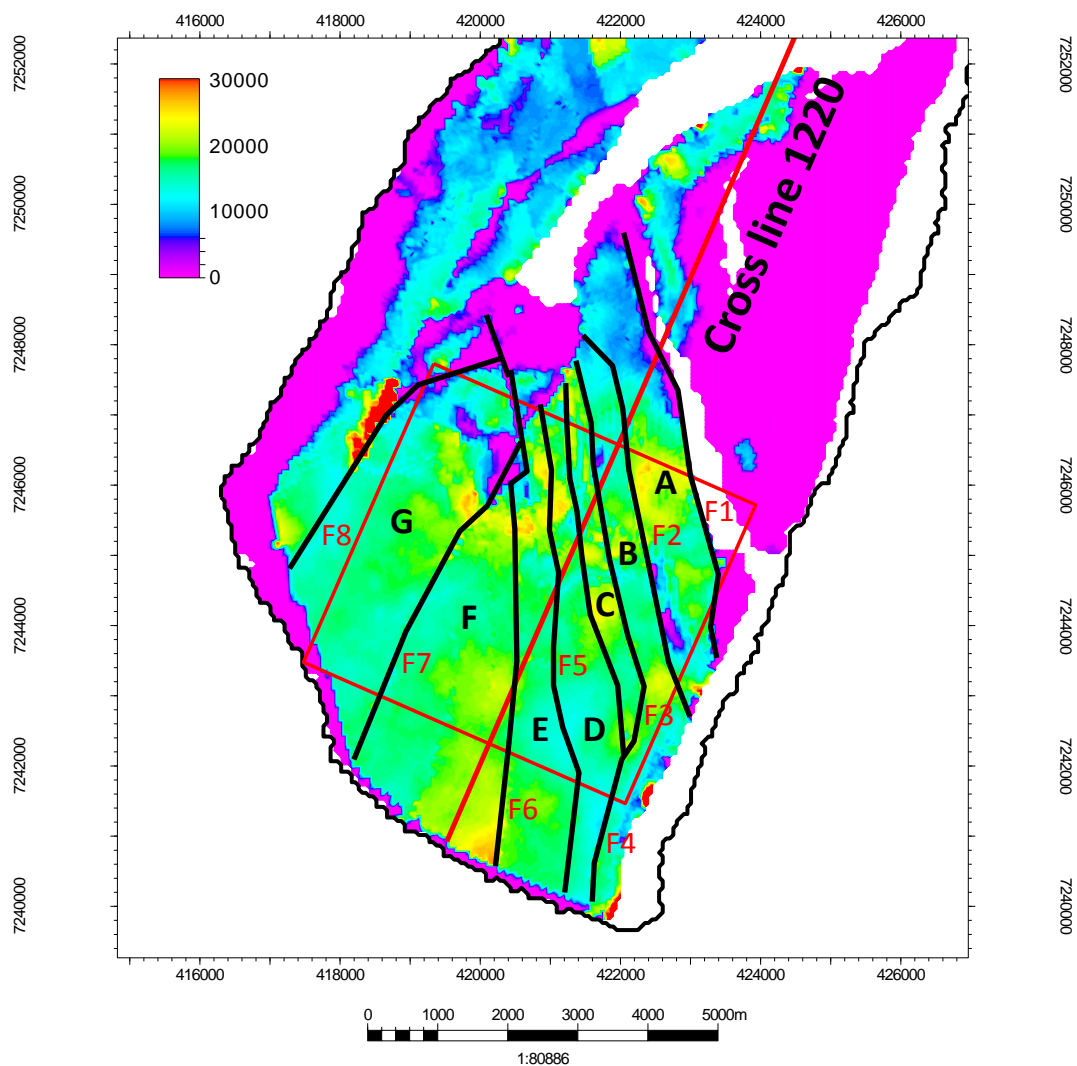 416000 418000 420000 422000 424000 426000
7252000 7252000
30000
20000
10000
0
Cross line 1220
7250000 7250000
7248000 7248000
7246000 7246000
7244000 7244000
7242000 7242000
7240000 7240000
A
F1
G
F8
F2
B
C
F
F7
F5
F3
E
D
F6
F4
416000 418000 420000 422000 424000 426000
0 1000 2000 3000 4000 5000m
1:80886